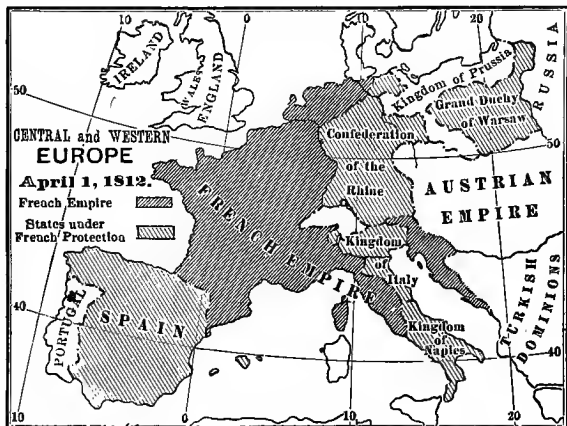 10
0
10
20
IRELAND
(WALES)
ENGLAND
50
Kingdom of Prussia
RUSSIA
Grand Duchy
of Warsaw
CENTRAL and WESTERN
EUROPE
April 1, 1812.
French Empire
States under
French Protection
Confederation
of the
Rhine
50
AUSTRIAN
EMPIRE
FRENCH EMPIRE
Kingdom
of
Italy
40
PORTUGAL
SPAIN
Kingdom
of
Naples
TURKISH
DOMINIONS
40
10
0
10
20